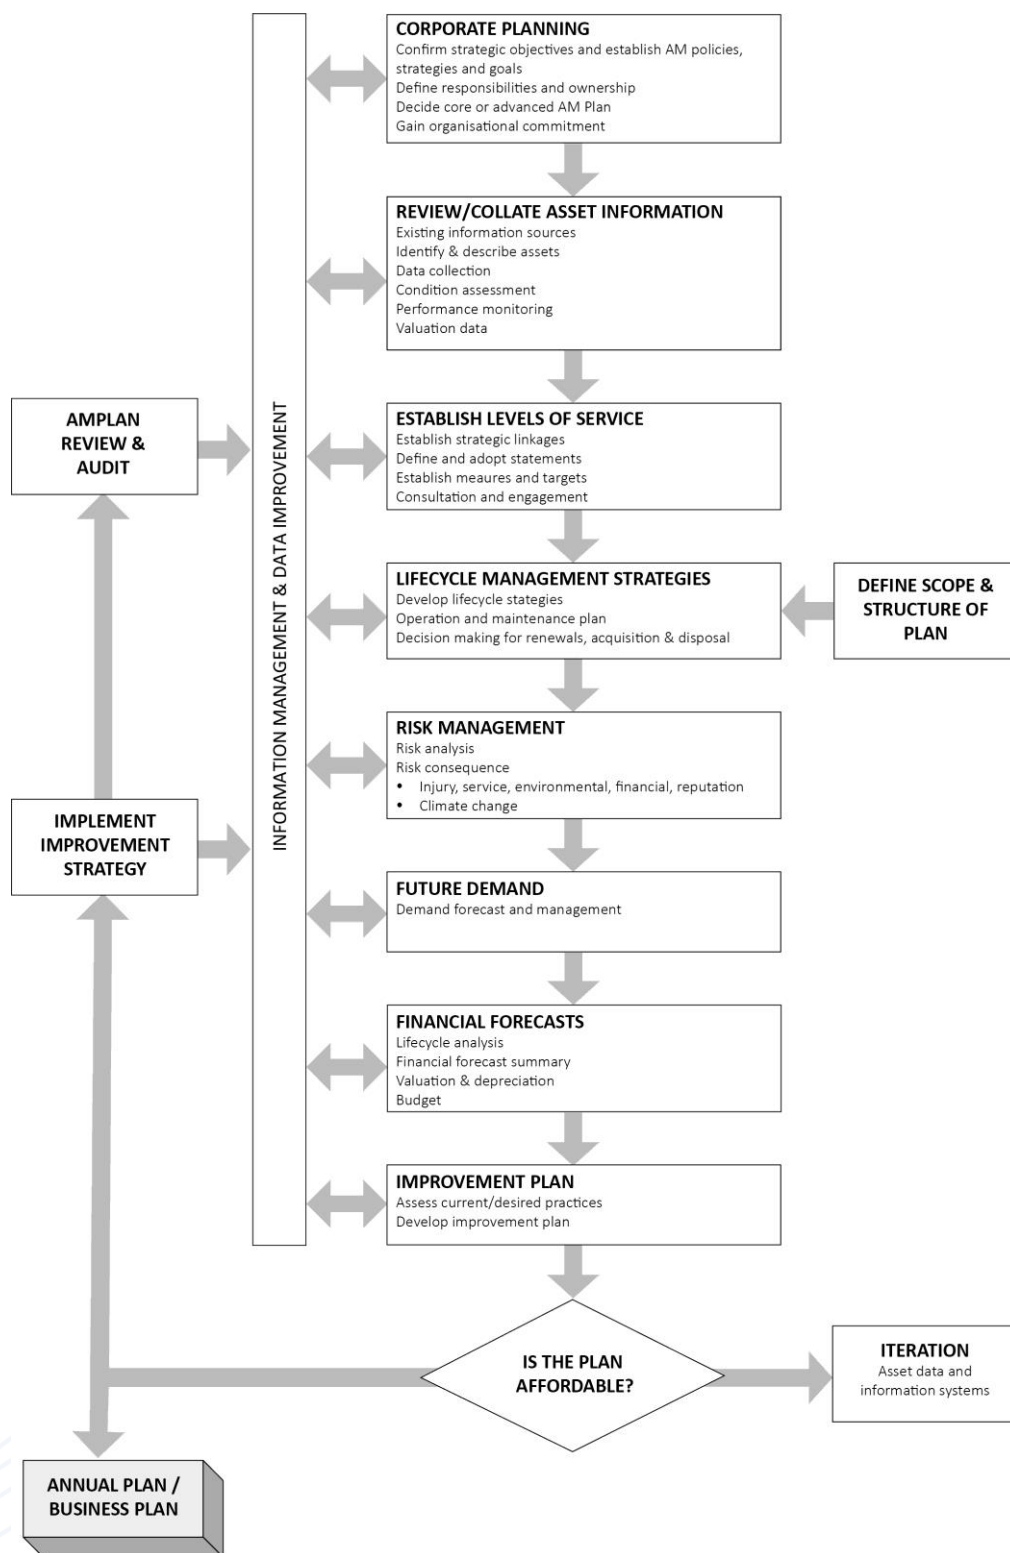 CORPORATE PLANNING
Confirm strategic objectives and establish AM policies,
strategies and goals
Define responsibilities and ownership
Decide core or advanced AM Plan
Gain organisational commitment
REVIEW/COLLATE ASSET INFORMATION
Existing information sources
Identify & describe assets
Data collection
Condition assessment
Performance monitoring
Valuation data
AMPLAN
REVIEW &
AUDIT
INFORMATION MANAGEMENT & DATA IMPROVEMENT
ESTABLISH LEVELS OF SERVICE
Establish strategic linkages
Define and adopt statements
Establish meaures and targets
Consultation and engagement
LIFECYCLE MANAGEMENT STRATEGIES
Develop lifecycle stategies
Operation and maintenance plan
Decision making for renewals, acquisition & disposal
DEFINE SCOPE &
STRUCTURE OF
PLAN
RISK MANAGEMENT
Risk analysis
Risk consequence
• Injury, service, environmental, financial, reputation
• Climate change
IMPLEMENT
IMPROVEMENT
STRATEGY
FUTURE DEMAND
Demand forecast and management
FINANCIAL FORECASTS
Lifecycle analysis
Financial forecast summary
Valuation & depreciation
Budget
IMPROVEMENT PLAN
Assess current/desired practices
Develop improvement plan
IS THE PLAN
AFFORDABLE?
ITERATION
Asset data and
information systems
ANNUAL PLAN /
BUSINESS PLAN